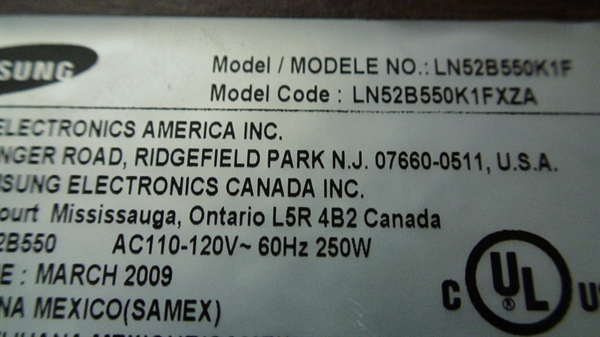 SUNG
Model / MODELE NO.: LN52B550K1F
Model Code : LN52B550K1FXZA
ELECTRONICS AMERICA INC.
NGER ROAD, RIDGEFIELD PARK N.J. 07660-0511, U.S.A.
SUNG ELECTRONICS CANADA INC.
ourt Mississauga, Ontario L5R 4B2 Canada
2B550 AC110-120V~ 60Hz 250W
E : MARCH 2009
NA MEXICO(SAMEX)
C UL ® US